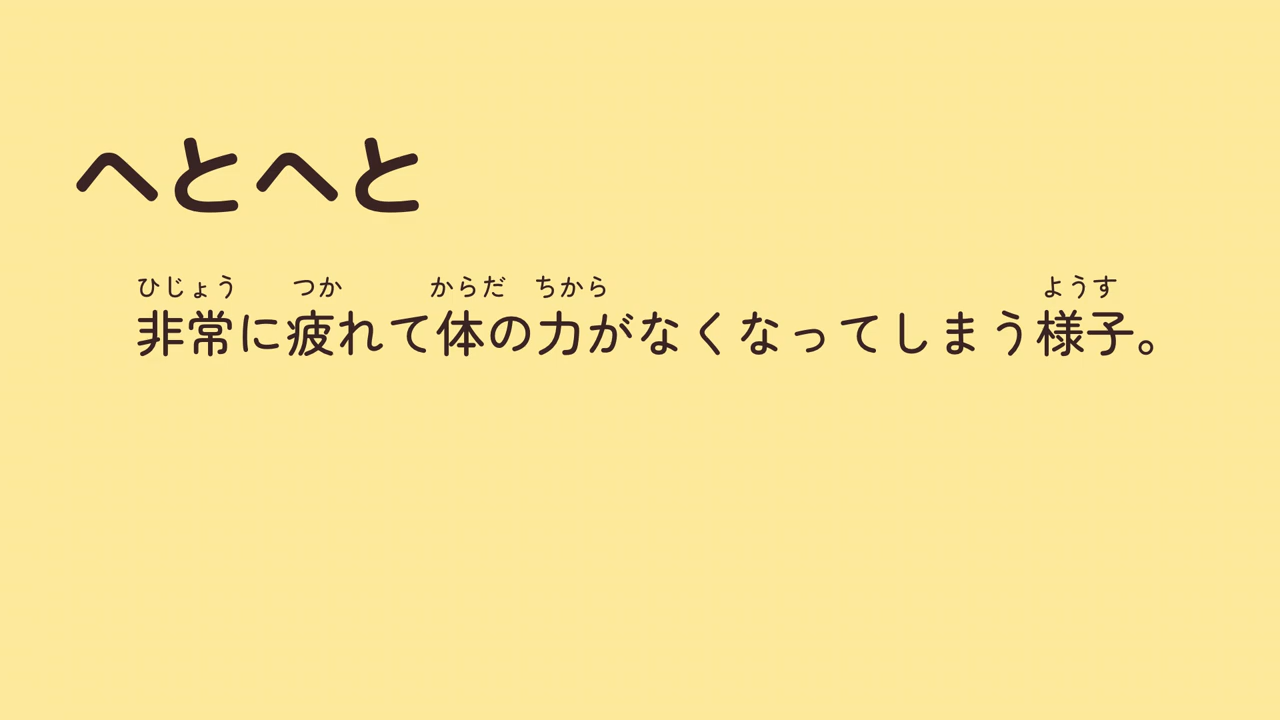 へとへと
ひじょう つか からだ ちから ようす
非常に疲れて体の力がなくなってしまう様子。